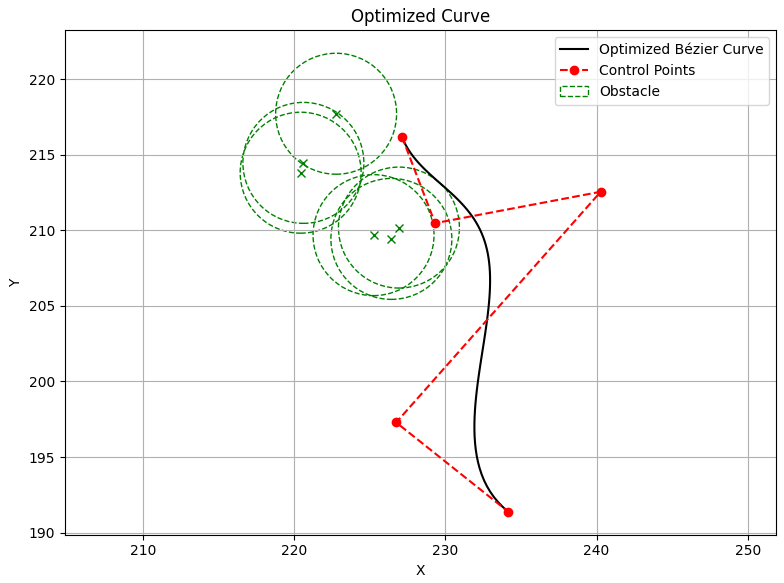 Optimized Curve
Optimized Bézier Curve
Control Points
Obstacle
Y
220
215
210
205
200
195
190
210
220
230
240
250
X